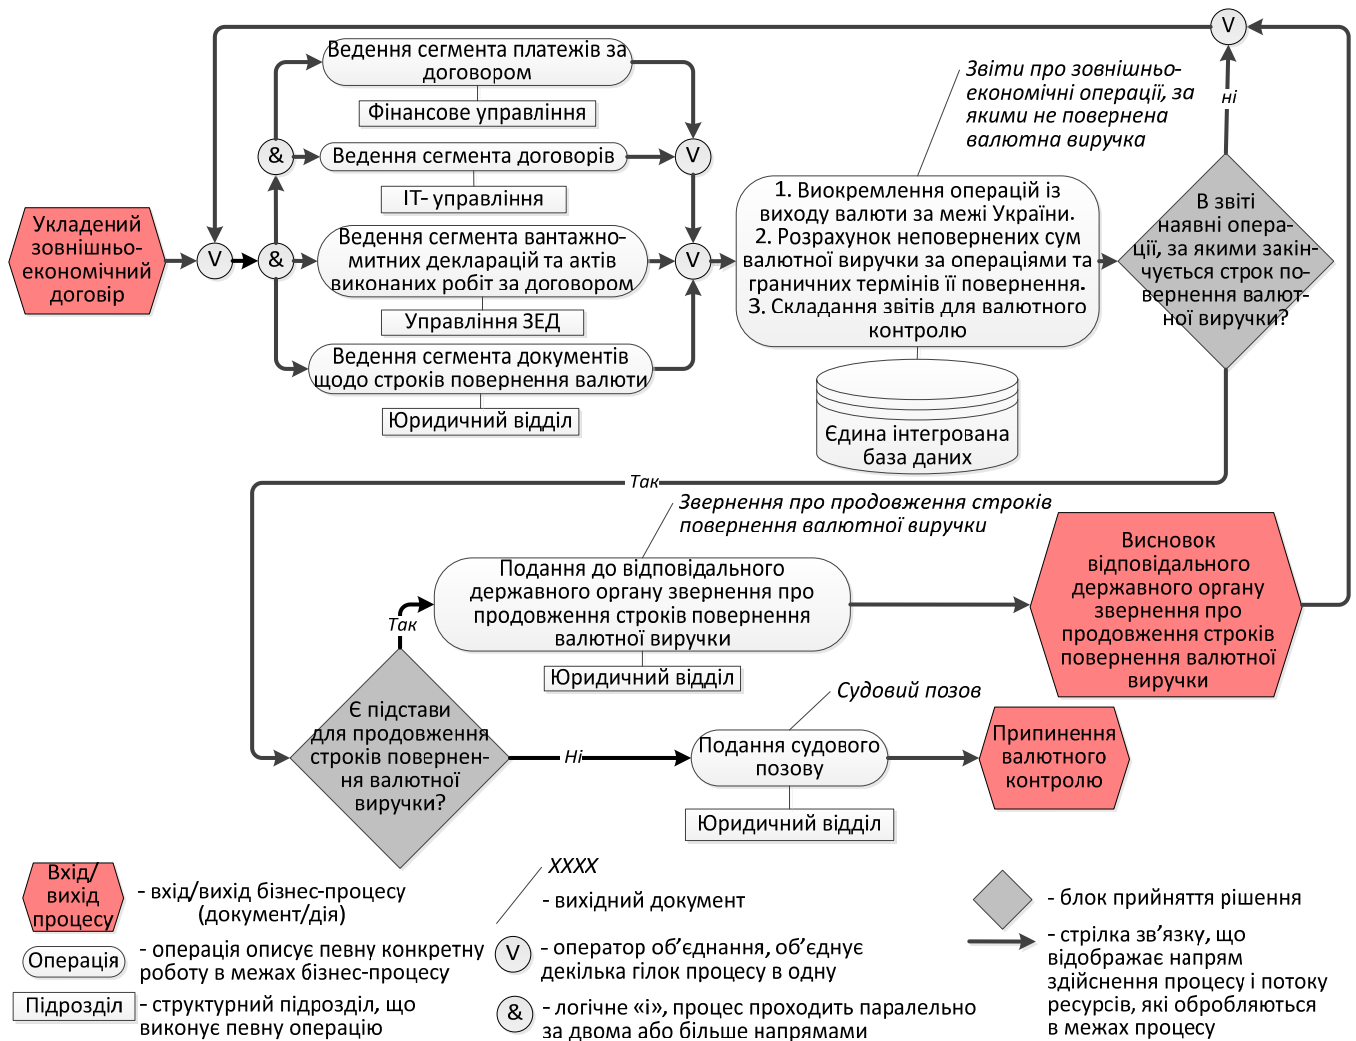 V
Ведення сегмента платежів за
договором
Фінансове управління
Звіти про зовнішньо-
економічні операції, за
якими не повернена
валютна виручка
ні
&
Ведення сегмента договорів
V
ІТ- управління
1. Виокремлення операцій із
виходу валюти за межі України.
2. Розрахунок неповернених сум
валютної виручки за операціями та
граничних термінів її повернення.
3. Складання звітів для валютного
контролю
В звіті
наявні опера-
ції, за якими закін-
чується строк по-
вернення валют-
ної виручки?
Укладений
зовнішньо-
економічний
договір
V
&
Ведення сегмента вантажно-
митних декларацій та актів
виконаних робіт за договором
V
Управління ЗЕД
Ведення сегмента документів
щодо строків повернення валюти
Юридичний відділ
Єдина інтегрована
база даних
Так
Звернення про продовження строків
повернення валютної виручки
Подання до відповідального
державного органу звернення про
продовження строків повернення
валютної виручки
Юридичний відділ
Висновок
відповідального
державного органу
звернення про
продовження строків
повернення валютної
виручки
Так
Є підстави
для продовження
строків повернен-
ня валютної
виручки?
Ні
Судовий позов
Подання судового
позову
Юридичний відділ
Припинення
валютного
контролю
Вхід/
вихід
процесу
- вхід/вихід бізнес-процесу
(документ/дія)
Операція
- операція описує певну конкретну
роботу в межах бізнес-процесу
Підрозділ
- структурний підрозділ, що
виконує певну операцію
ХХХХ
- вихідний документ
V
- оператор об’єднання, об’єднує
декілька гілок процесу в одну
&
- логічне «і», процес проходить паралельно
за двома або більше напрямами
- блок прийняття рішення
- стрілка зв’язку, що
відображає напрям
здійснення процесу і потоку
ресурсів, які обробляються
в межах процесу